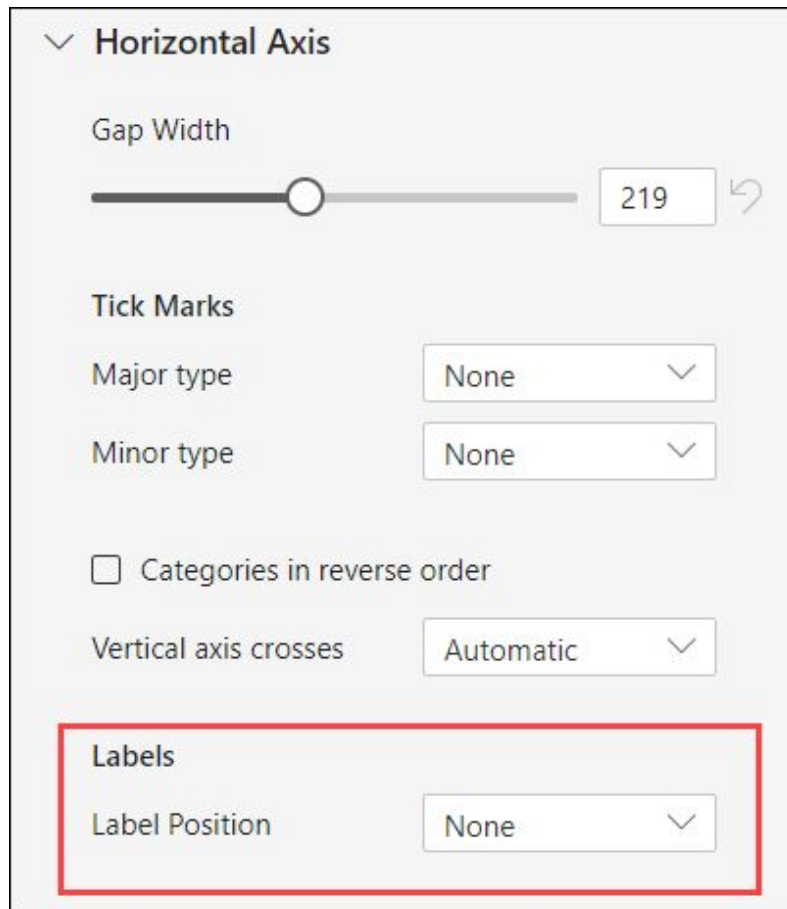 Horizontal Axis
Gap Width
219
Tick Marks
Major type None
Minor type None
Categories in reverse order
Vertical axis crosses Automatic
Labels
Label Position None